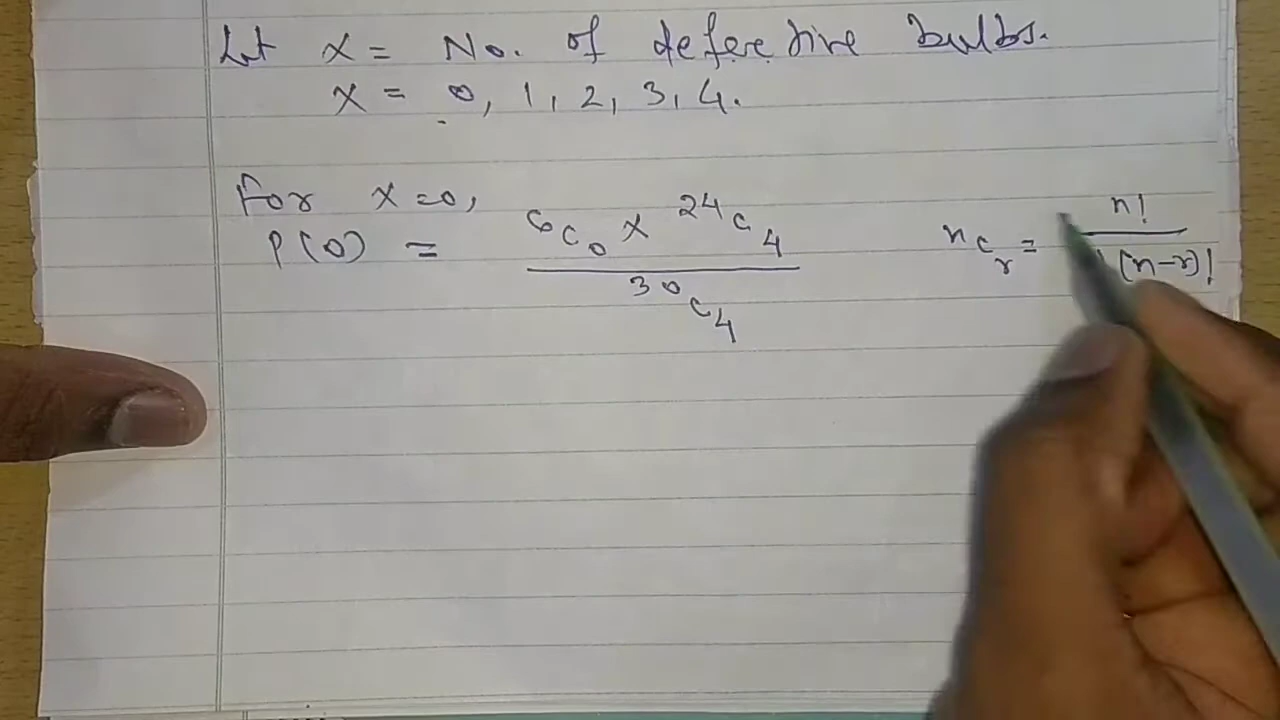 Let x = No. of defective bulbs.
x = 0, 1, 2, 3, 4.
For x=0,
P(0) = ⁶C₀ × ²⁴C₄ / ³⁰C₄
ⁿCᵣ = n! / (n-r)!